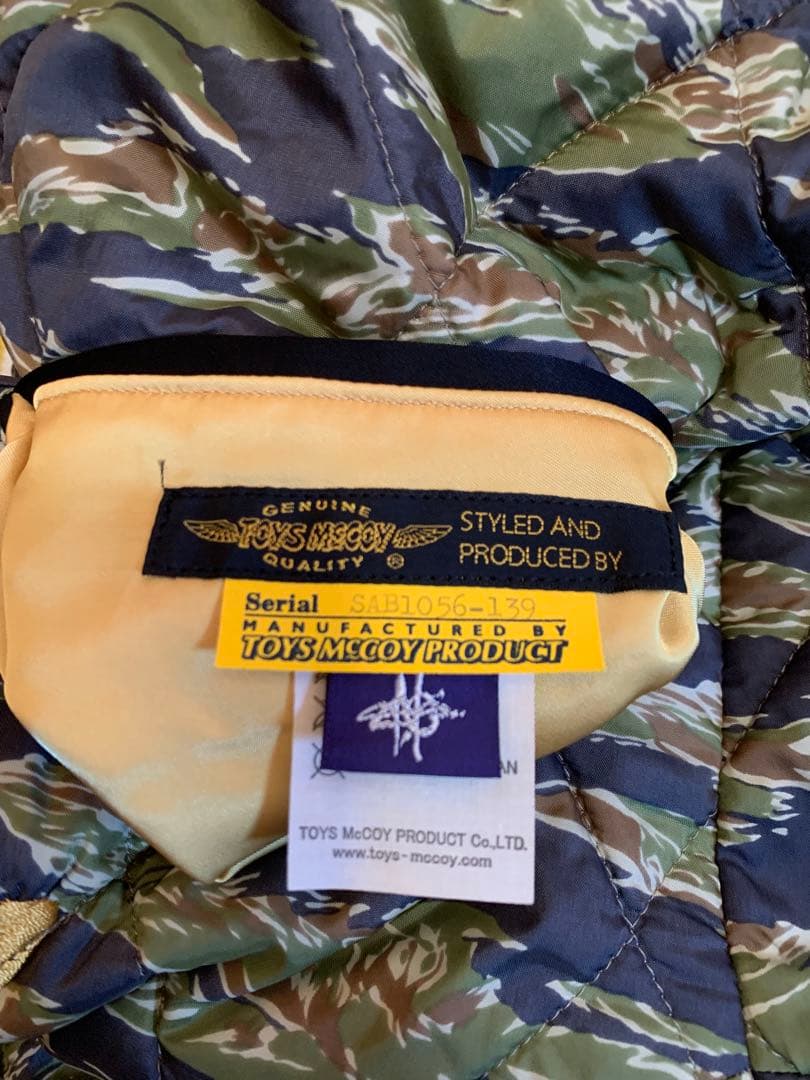 GENUINE
TOYS McCOY
QUALITY ®
STYLED AND
PRODUCED BY
Serial SAB1056-139
MANUFACTURED BY
TOYS McCOY PRODUCT
AN
TOYS McCOY PRODUCT Co.,LTD.
www.toys-mccoy.com